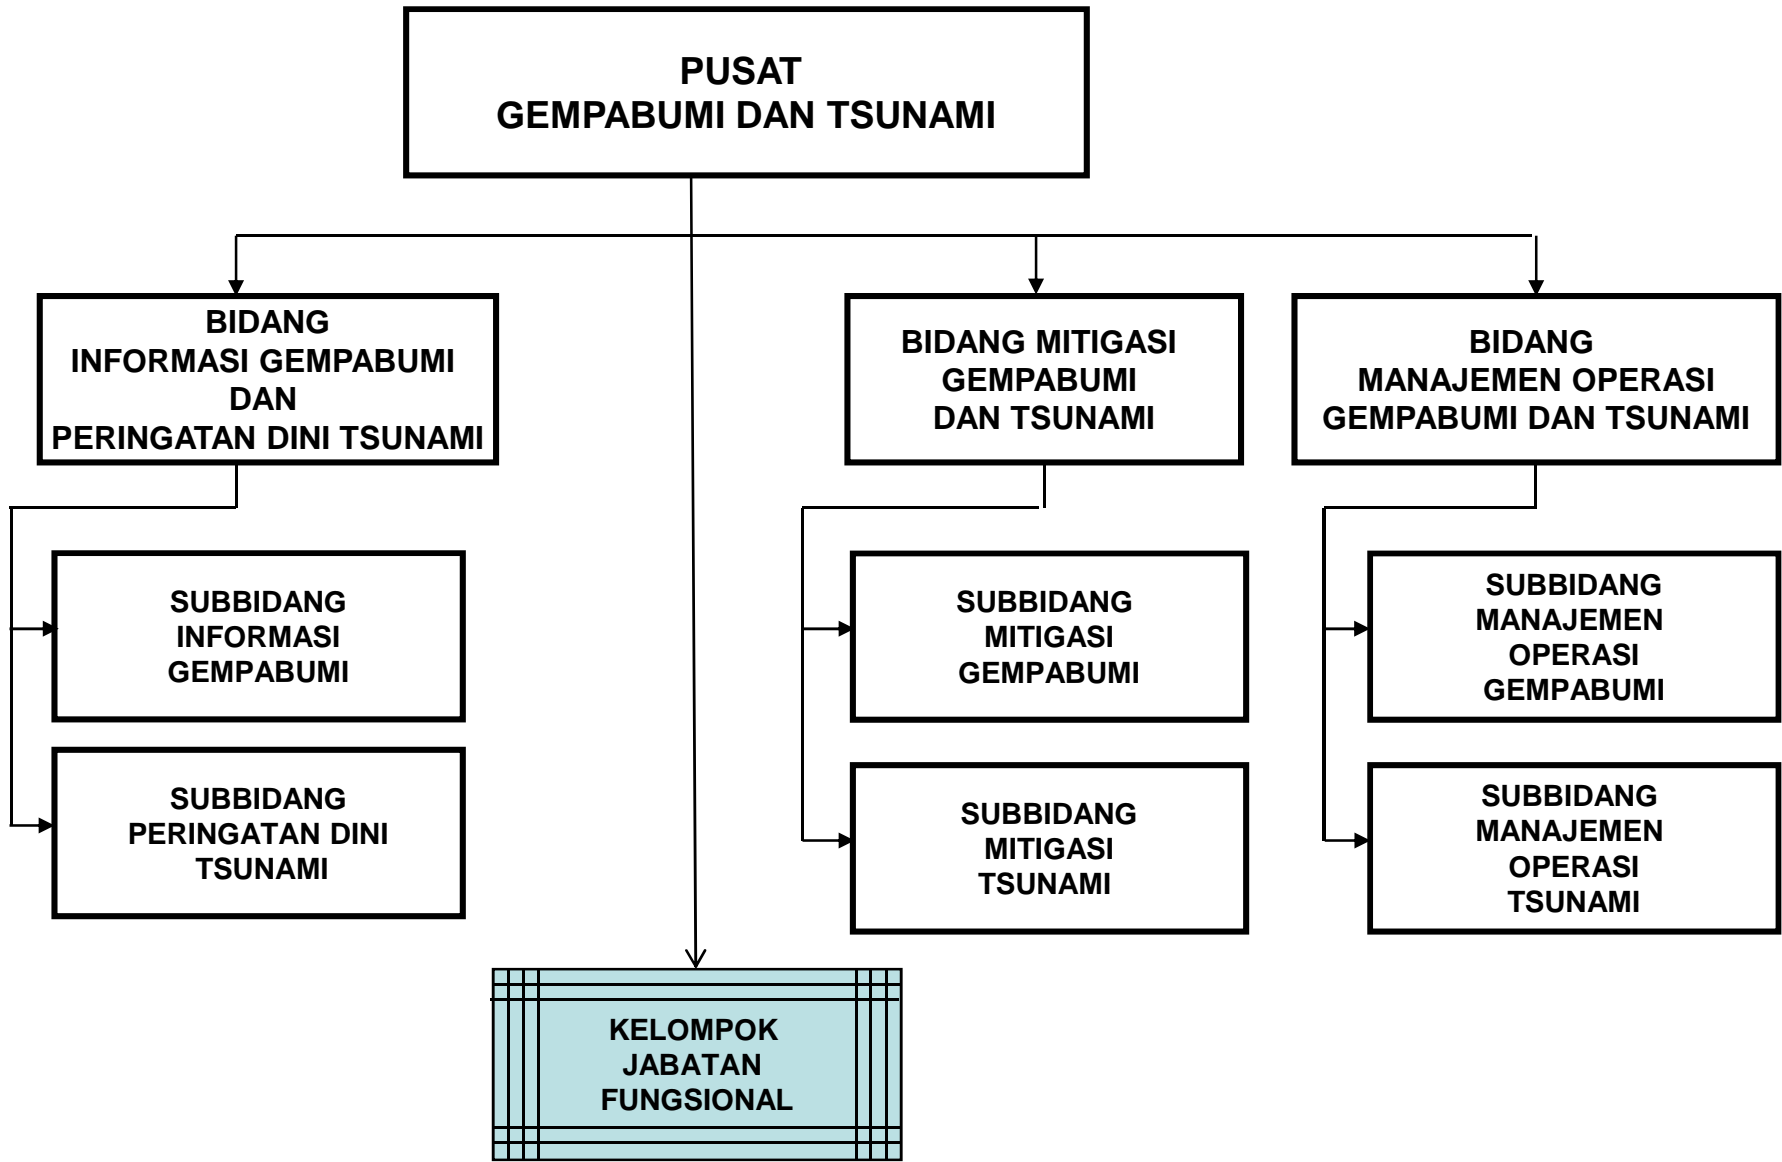 PUSAT
GEMPABUMI DAN TSUNAMI
BIDANG
INFORMASI GEMPABUMI
DAN
PERINGATAN DINI TSUNAMI
BIDANG MITIGASI
GEMPABUMI
DAN TSUNAMI
BIDANG
MANAJEMEN OPERASI
GEMPABUMI DAN TSUNAMI
SUBBIDANG
INFORMASI
GEMPABUMI
SUBBIDANG
MITIGASI
GEMPABUMI
SUBBIDANG
MANAJEMEN
OPERASI
GEMPABUMI
SUBBIDANG
PERINGATAN DINI
TSUNAMI
SUBBIDANG
MITIGASI
TSUNAMI
SUBBIDANG
MANAJEMEN
OPERASI
TSUNAMI
KELOMPOK
JABATAN
FUNGSIONAL